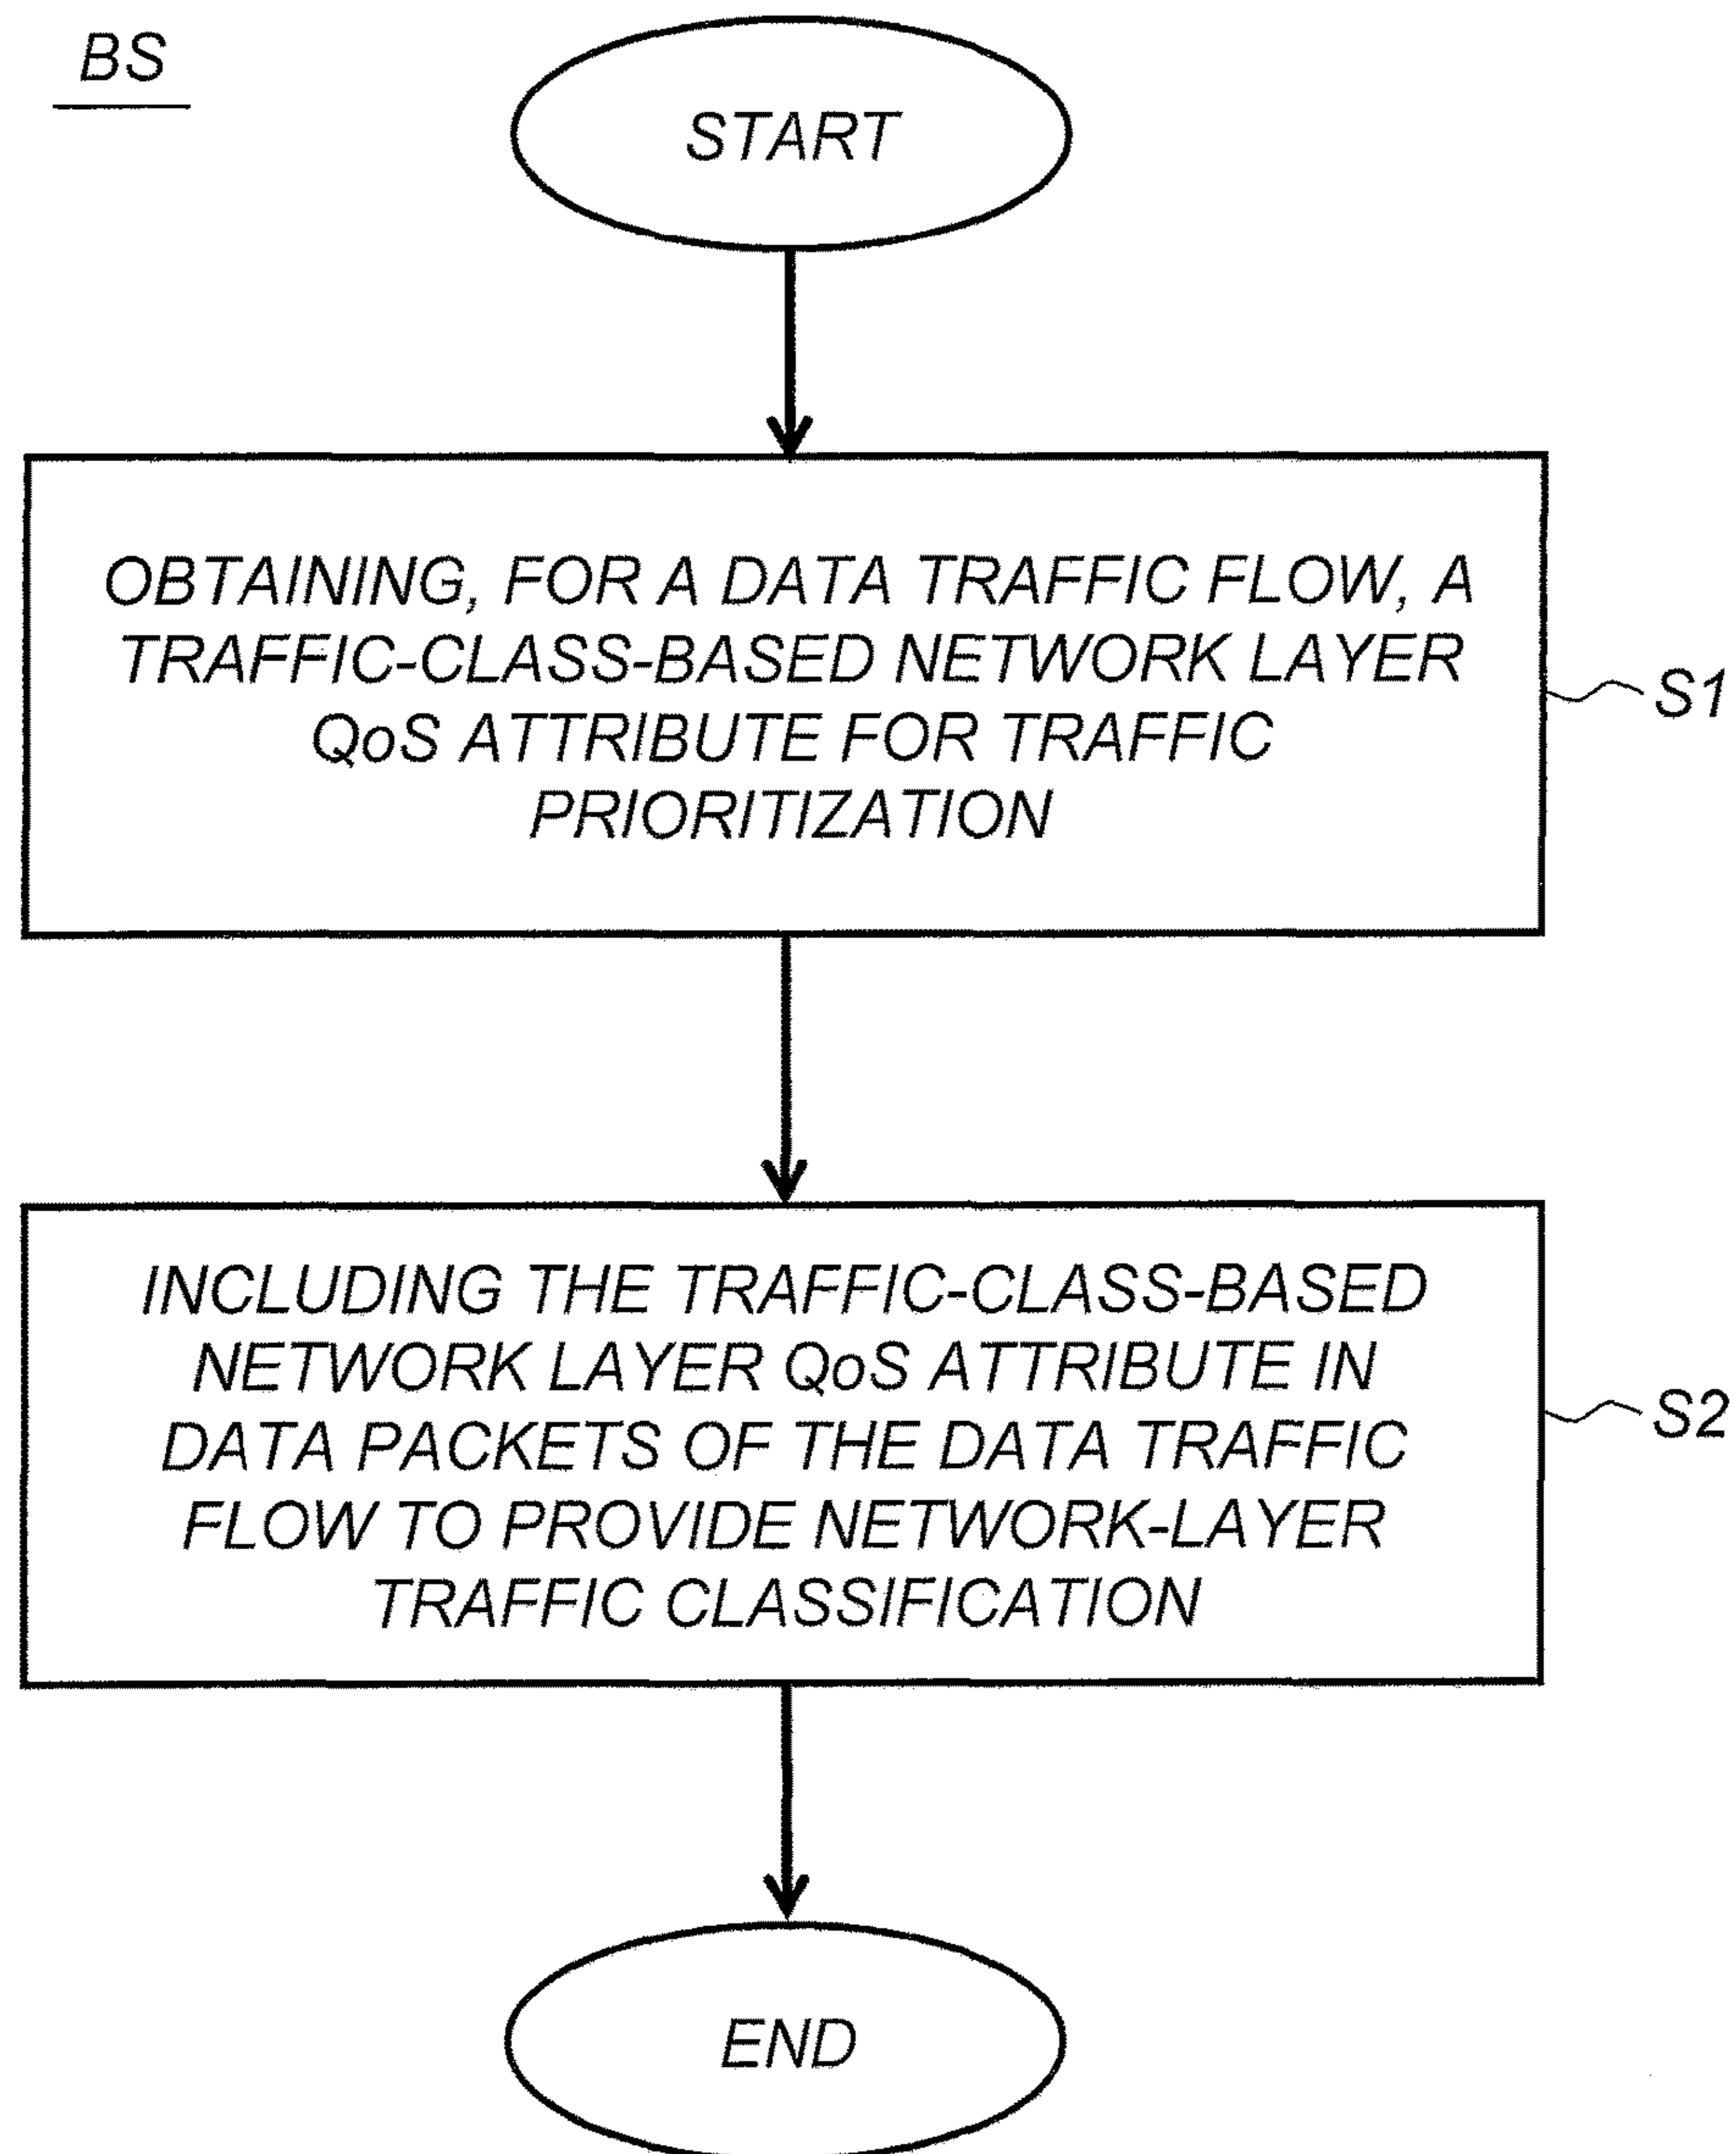 BS
START
OBTAINING, FOR A DATA TRAFFIC FLOW, A
TRAFFIC-CLASS-BASED NETWORK LAYER
QoS ATTRIBUTE FOR TRAFFIC
PRIORITIZATION
S1
INCLUDING THE TRAFFIC-CLASS-BASED
NETWORK LAYER QoS ATTRIBUTE IN
DATA PACKETS OF THE DATA TRAFFIC
FLOW TO PROVIDE NETWORK-LAYER
TRAFFIC CLASSIFICATION
S2
END